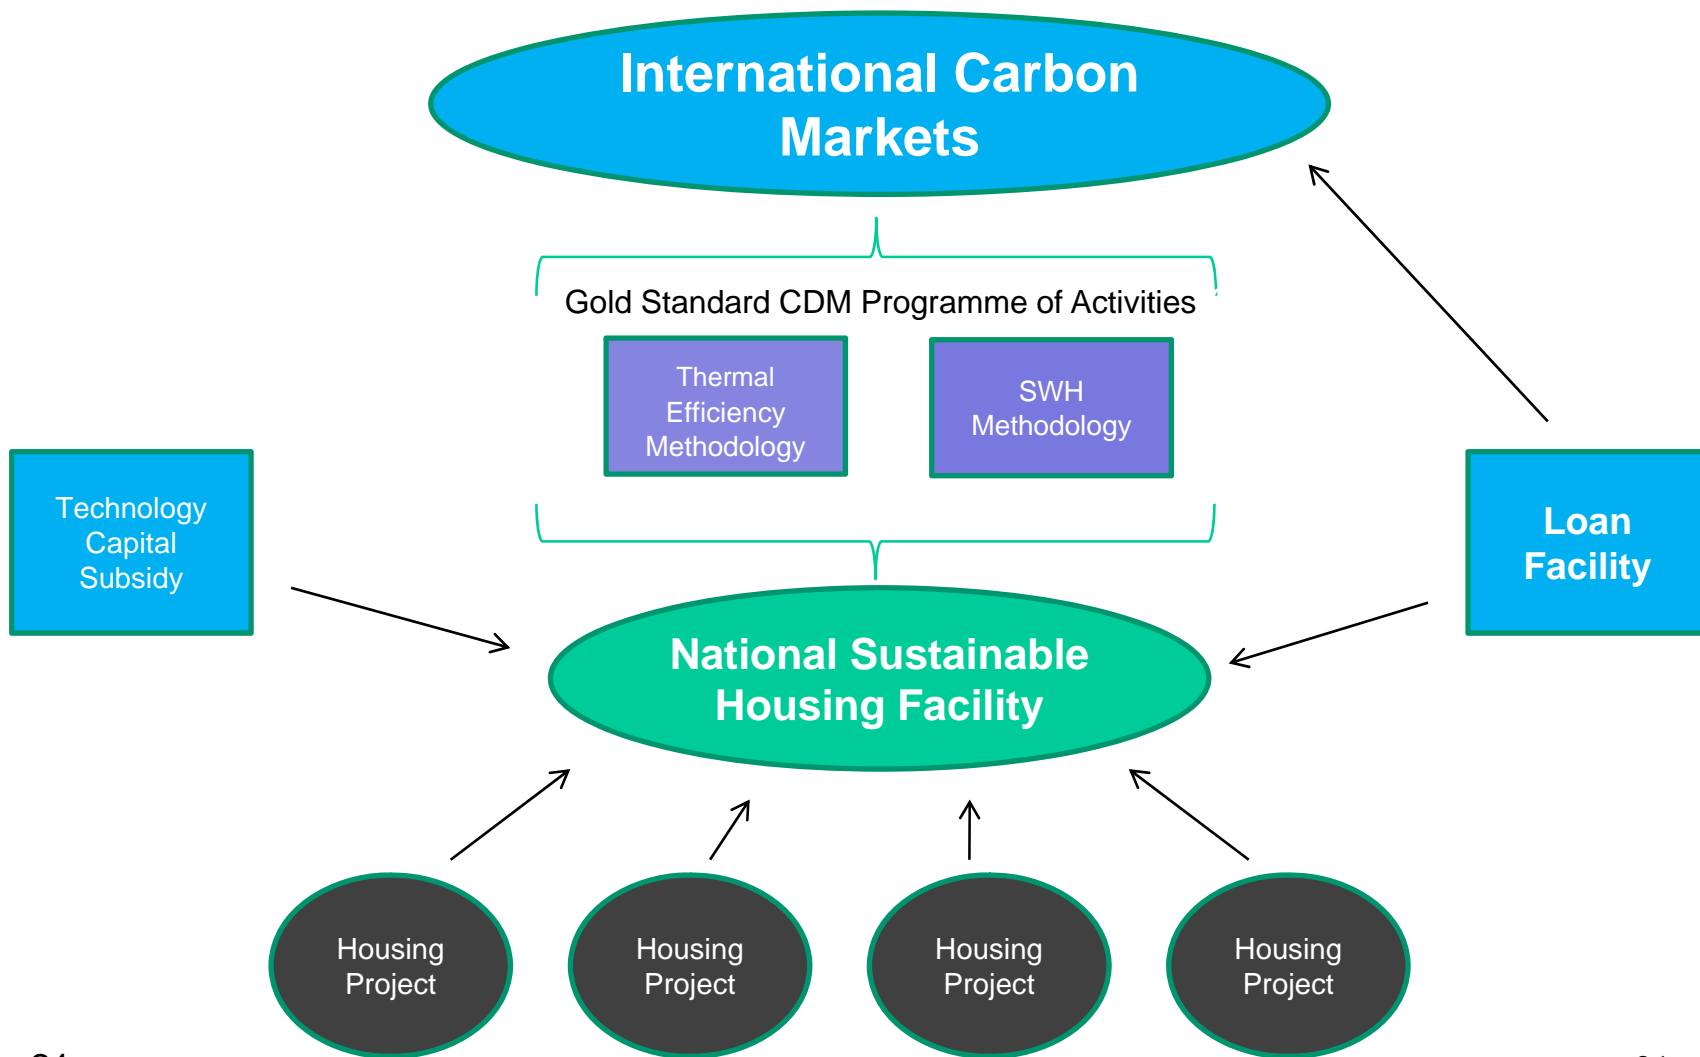 International Carbon
Markets
Gold Standard CDM Programme of Activities
Thermal
Efficiency
Methodology
SWH
Methodology
Technology
Capital
Subsidy
Loan
Facility
National Sustainable
Housing Facility
Housing
Project
Housing
Project
Housing
Project
Housing
Project